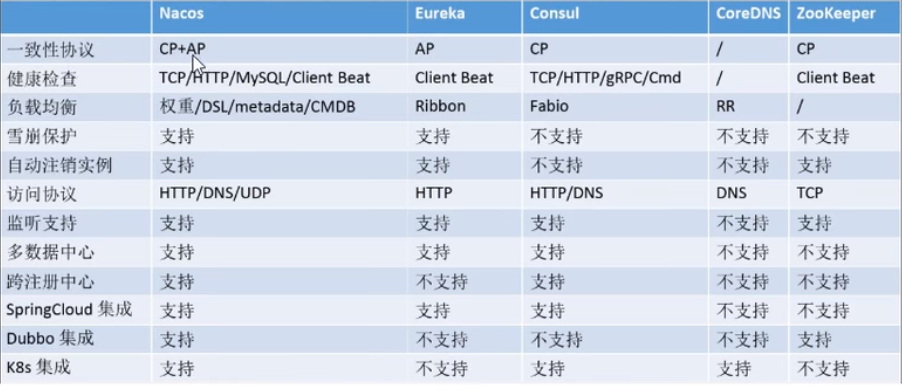 Nacos Eureka Consul CoreDNS ZooKeeper
一致性协议 CP+AP AP CP / CP
健康检查 TCP/HTTP/MySQL/Client Beat Client Beat TCP/HTTP/gRPC/Cmd / Client Beat
负载均衡 权重/DSL/metadata/CMDB Ribbon Fabio RR /
雪崩保护 支持 支持 不支持 不支持 不支持
自动注销实例 支持 支持 不支持 不支持 支持
访问协议 HTTP/DNS/UDP HTTP HTTP/DNS DNS TCP
监听支持 支持 支持 支持 不支持 支持
多数据中心 支持 支持 支持 不支持 不支持
跨注册中心 支持 不支持 支持 不支持 不支持
SpringCloud 集成 支持 支持 支持 不支持 支持
Dubbo 集成 支持 不支持 不支持 不支持 支持
K8s 集成 支持 不支持 支持 支持 不支持